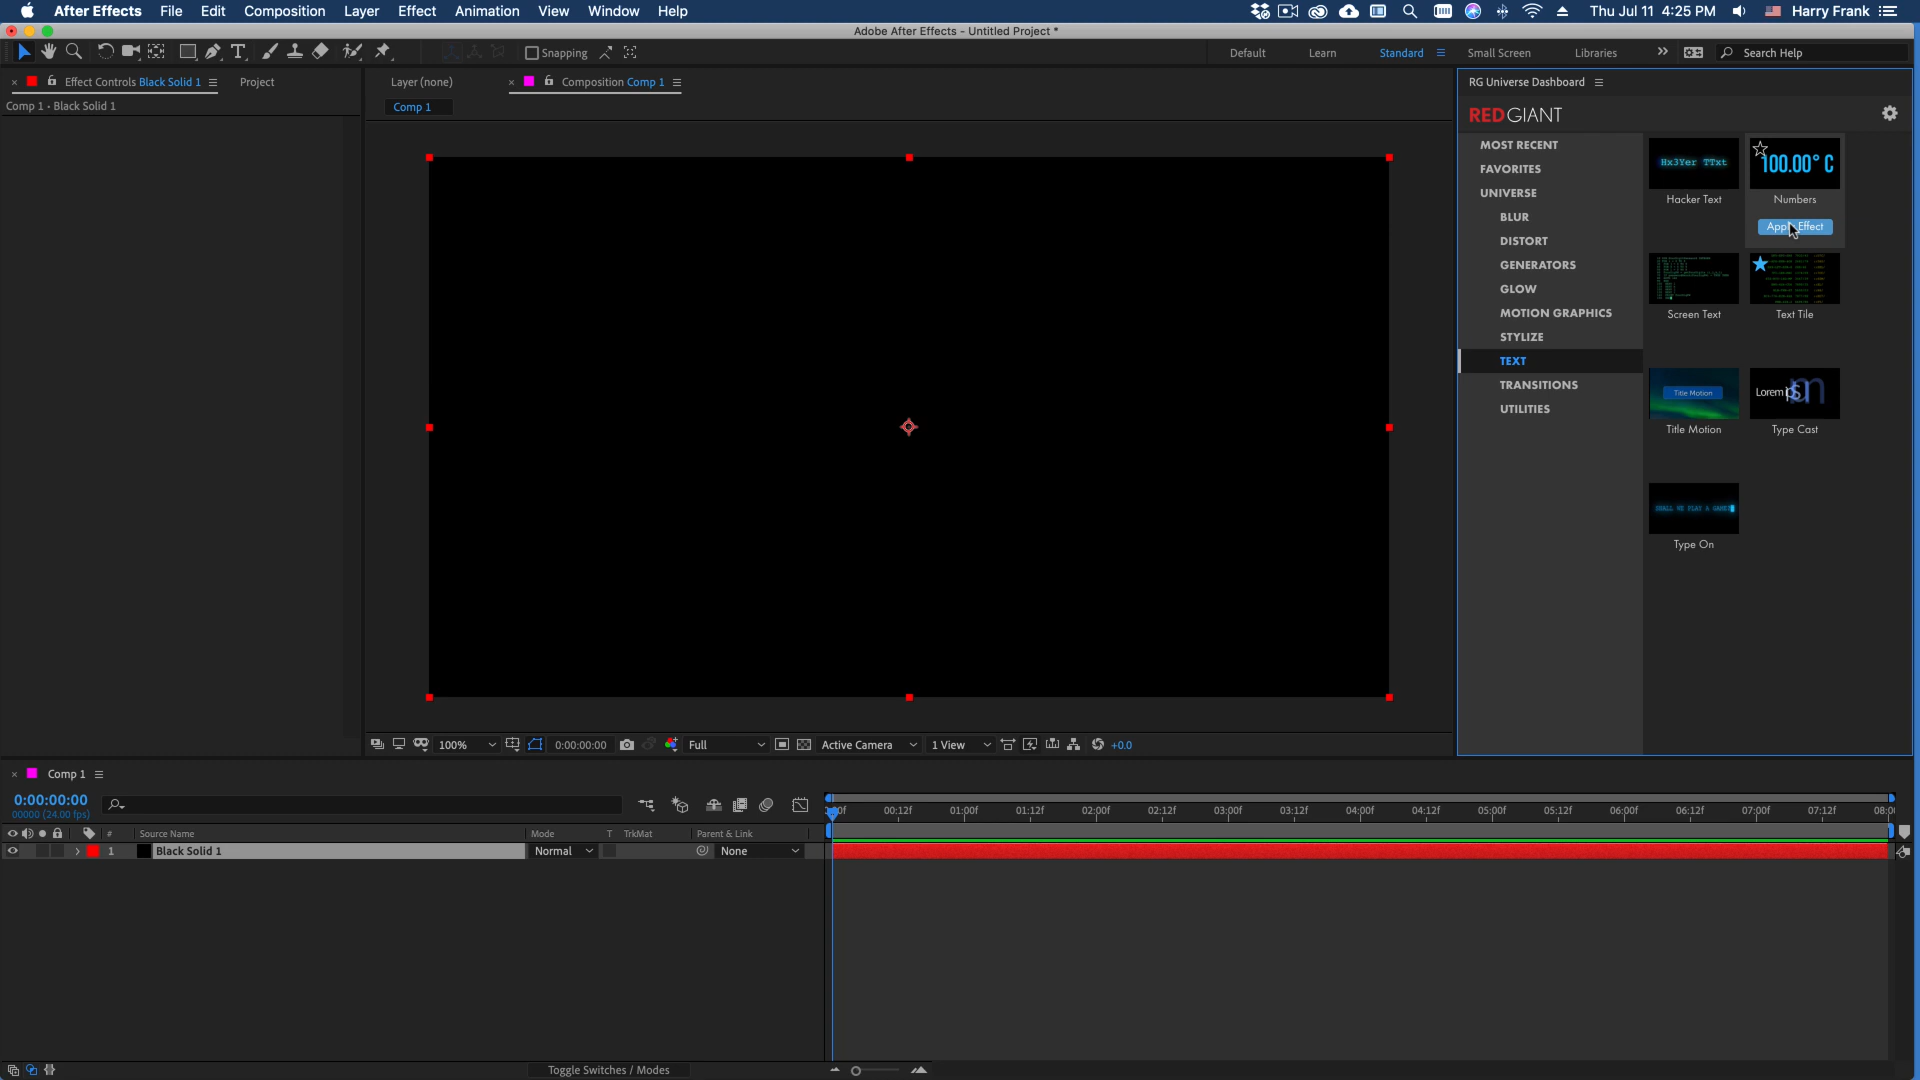 After Effects File Edit Composition Layer Effect Animation View Window Help Thu Jul 11 4:25 PM Harry Frank
Adobe After Effects - Untitled Project *
Snapping Default Learn Standard Small Screen Libraries Search Help
Effect Controls Black Solid 1 Project Layer (none) Composition Comp 1 RG Universe Dashboard
Comp 1 • Black Solid 1 Comp 1
REDGIANT
MOST RECENT
FAVORITES
UNIVERSE
BLUR
DISTORT
GENERATORS
GLOW
MOTION GRAPHICS
STYLIZE
TEXT
TRANSITIONS
UTILITIES
Hx3Yer TTxt 100.00° C
Hacker Text Numbers
Effect
Screen Text Text Tile
Title Motion Lorem
Title Motion Type Cast
SHALL WE PLAY A GAME
Type On
100% 0:00:00:00 Full Active Camera 1 View +0.0
Comp 1
0:00:00:00
00000 (24.00 fps)
00:12f 01:00f 01:12f 02:00f 02:12f 03:00f 03:12f 04:00f 04:12f 05:00f 05:12f 06:00f 06:12f 07:00f 07:12f
# Source Name Mode T TrkMat Parent & Link
1 Black Solid 1 Normal None
Toggle Switches / Modes